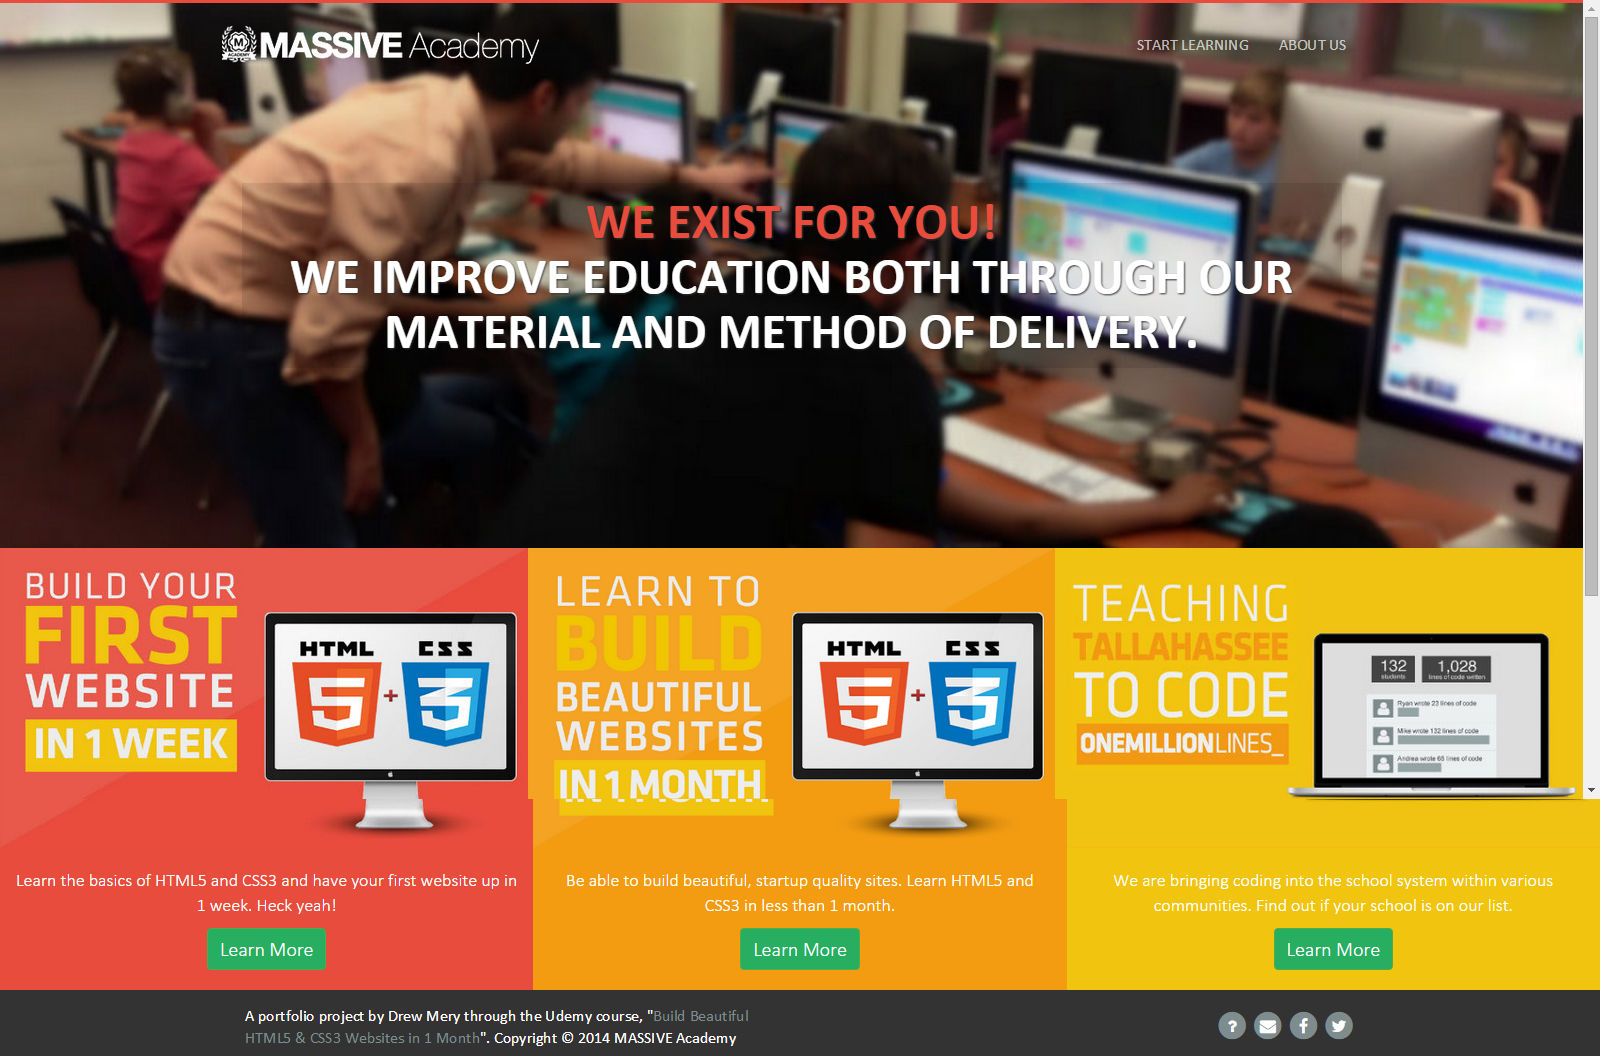 MASSIVE Academy
START LEARNING
ABOUT US
WE EXIST FOR YOU!
WE IMPROVE EDUCATION BOTH THROUGH OUR
MATERIAL AND METHOD OF DELIVERY.
BUILD YOUR
FIRST
WEBSITE
IN 1 WEEK
HTML CSS
5 + 3
LEARN TO
BUILD
BEAUTIFUL
WEBSITES
IN 1 MONTH
HTML CSS
5 + 3
TEACHING
TALLAHASSEE
TO CODE
ONEMILLIONLINES_
132 1,028
students lines of code written
Ryan wrote 23 lines of code
Mike wrote 132 lines of code
Andrea wrote 65 lines of code
Learn the basics of HTML5 and CSS3 and have your first website up in
1 week. Heck yeah!
Learn More
Be able to build beautiful, startup quality sites. Learn HTML5 and
CSS3 in less than 1 month.
Learn More
We are bringing coding into the school system within various
communities. Find out if your school is on our list.
Learn More
A portfolio project by Drew Mery through the Udemy course, "Build Beautiful
HTML5 & CSS3 Websites in 1 Month". Copyright © 2014 MASSIVE Academy